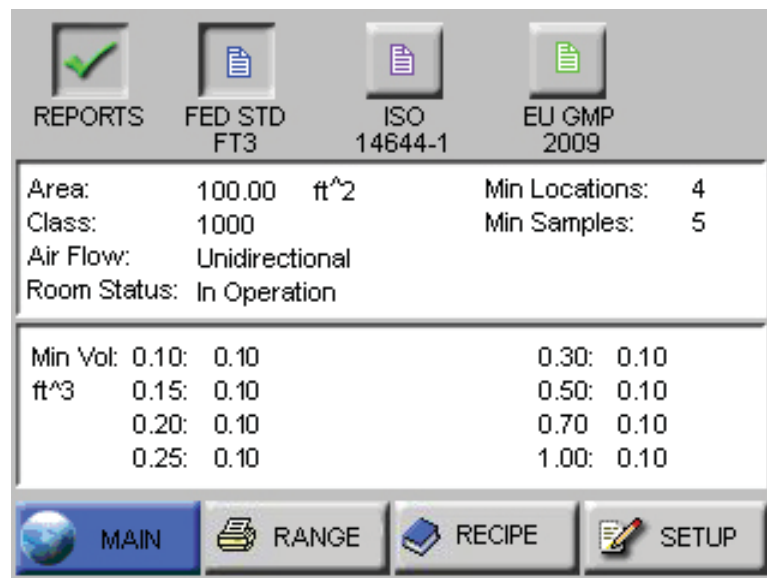 REPORTS FED STD ISO EU GMP
FT3 14644-1 2009
Area: 100.00 ft^2 Min Locations: 4
Class: 1000 Min Samples: 5
Air Flow: Unidirectional
Room Status: In Operation
Min Vol: 0.10: 0.10 0.30: 0.10
ft^3 0.15: 0.10 0.50: 0.10
0.20: 0.10 0.70 0.10
0.25: 0.10 1.00: 0.10
MAIN RANGE RECIPE SETUP